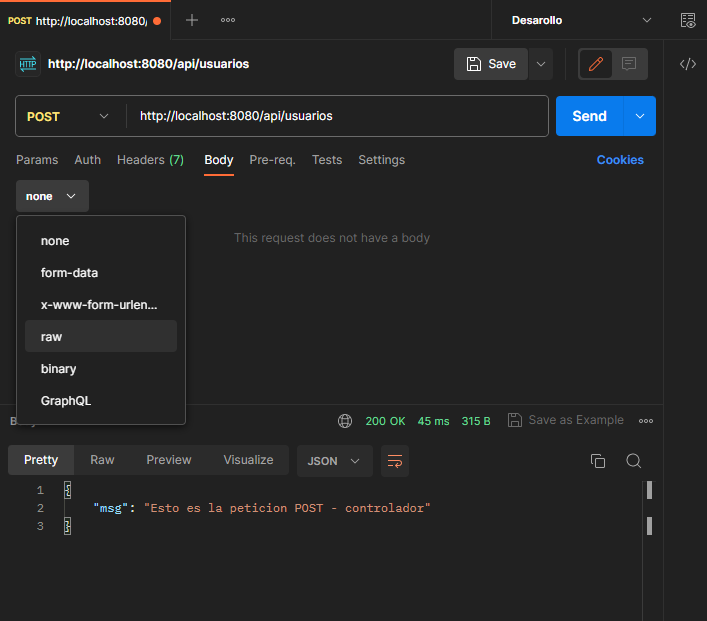 POST http://localhost:8080/
Desarollo
HTTP http://localhost:8080/api/usuarios
Save
POST http://localhost:8080/api/usuarios
Send
Params Auth Headers (7) Body Pre-req. Tests Settings Cookies
none
This request does not have a body
none
form-data
x-www-form-urlen...
raw
binary
GraphQL
200 OK 45 ms 315 B Save as Example
Pretty Raw Preview Visualize JSON
1 {
2 "msg": "Esto es la peticion POST - controlador"
3 }